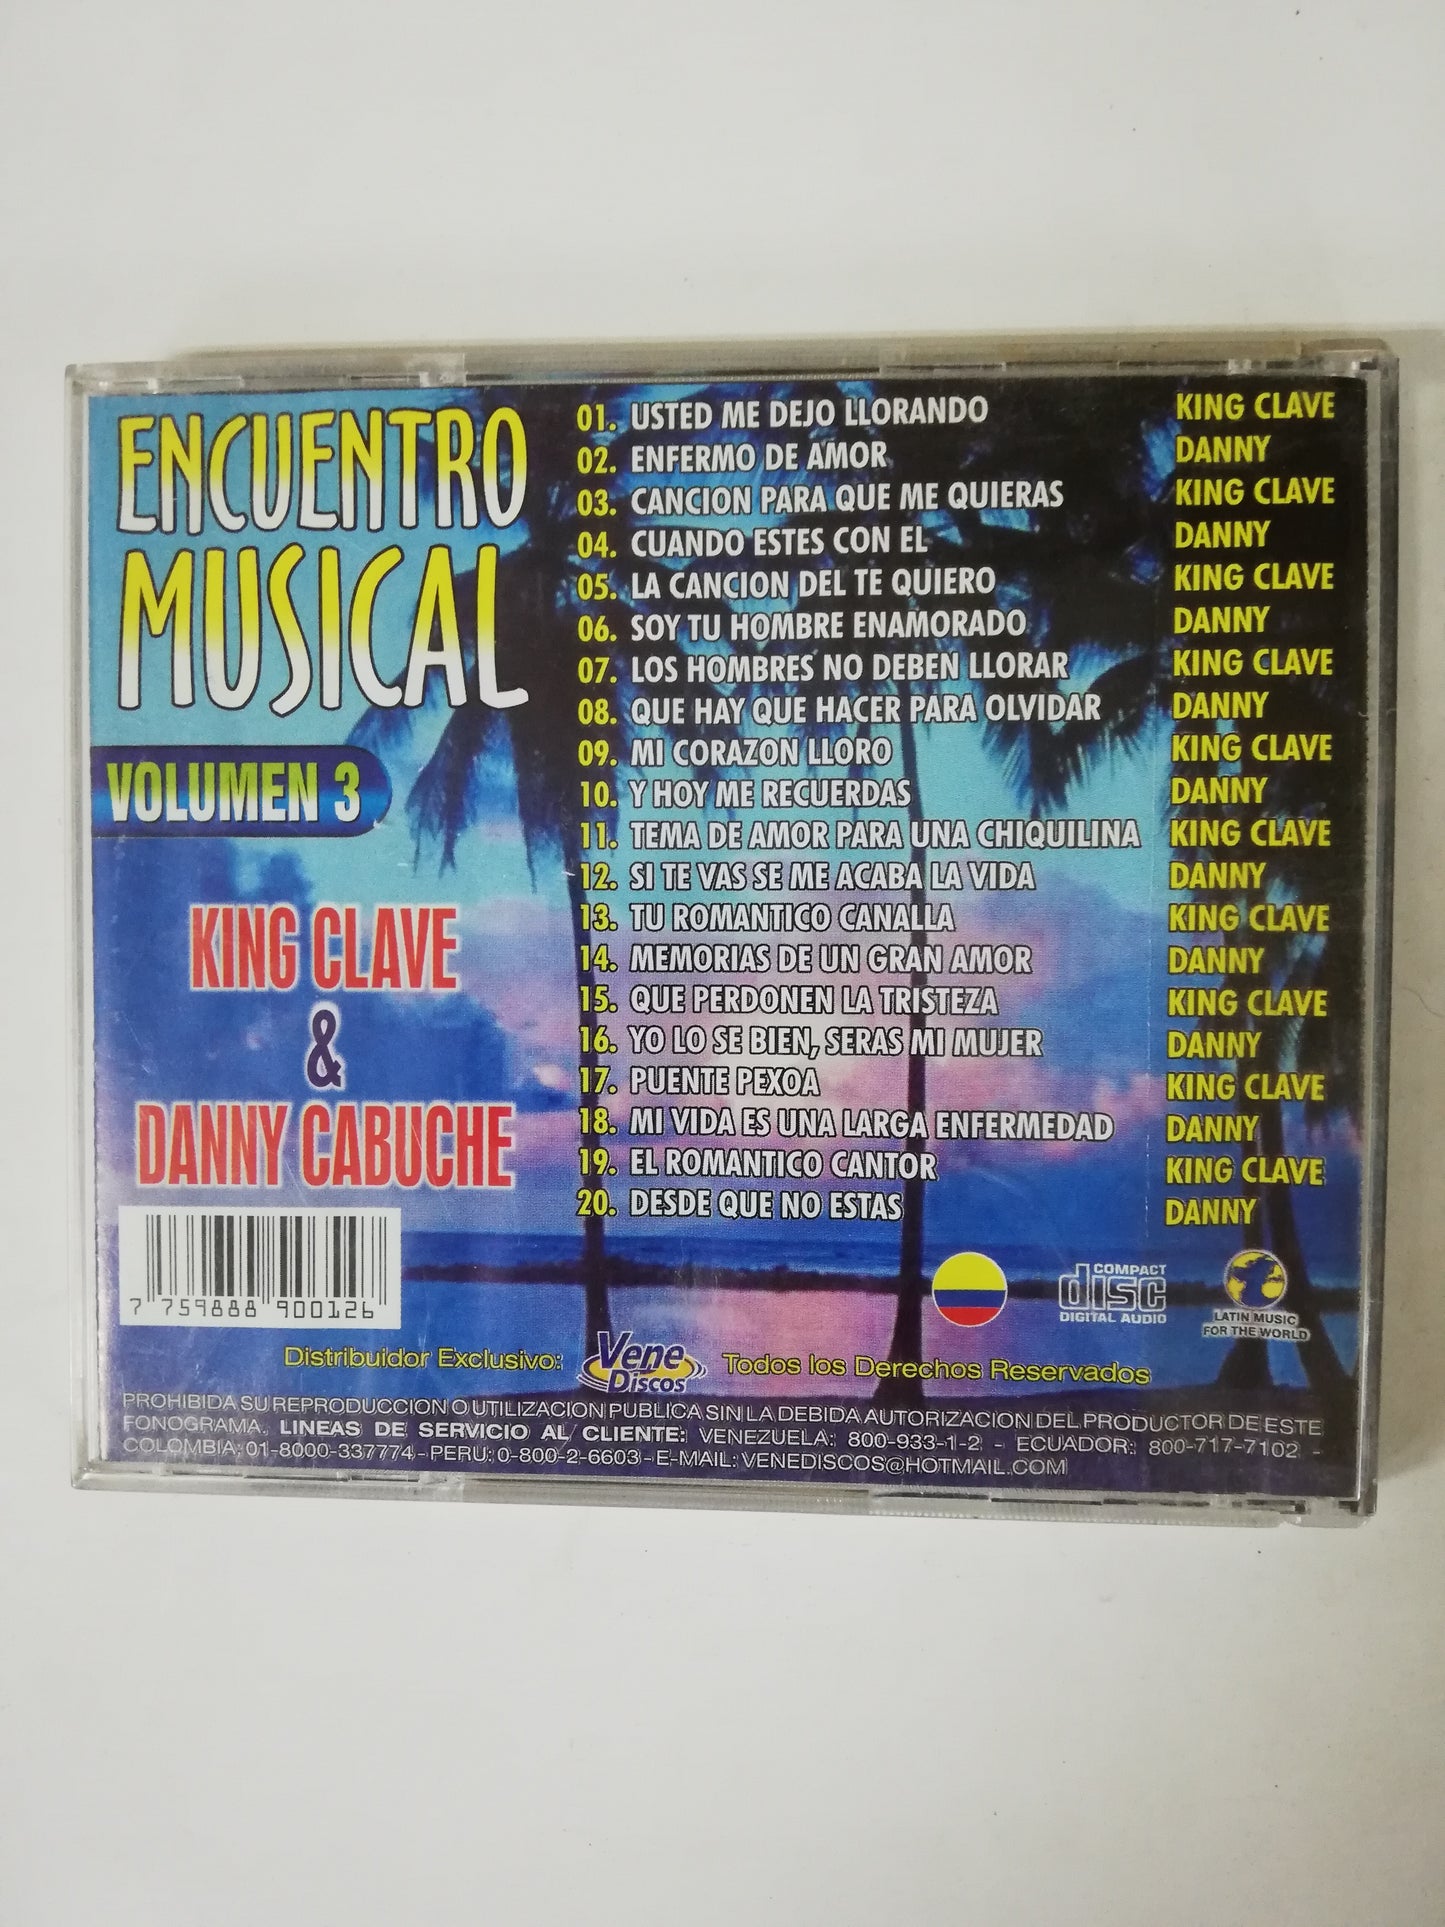 ENCUENTRO
MUSICAL
VOLUMEN 3
KING CLAVE
&
DANNY CABUCHE
01. USTED ME DEJO LLORANDO KING CLAVE
02. ENFERMO DE AMOR DANNY
03. CANCION PARA QUE ME QUIERAS KING CLAVE
04. CUANDO ESTES CON EL DANNY
05. LA CANCION DEL TE QUIERO KING CLAVE
06. SOY TU HOMBRE ENAMORADO DANNY
07. LOS HOMBRES NO DEBEN LLORAR KING CLAVE
08. QUE HAY QUE HACER PARA OLVIDAR DANNY
09. MI CORAZON LLORO KING CLAVE
10. Y HOY ME RECUERDAS DANNY
11. TEMA DE AMOR PARA UNA CHIQUILINA KING CLAVE
12. SI TE VAS SE ME ACABA LA VIDA DANNY
13. TU ROMANTICO CANALLA KING CLAVE
14. MEMORIAS DE UN GRAN AMOR DANNY
15. QUE PERDONEN LA TRISTEZA KING CLAVE
16. YO LO SE BIEN, SERAS MI MUJER DANNY
17. PUENTE PEXOA KING CLAVE
18. MI VIDA ES UNA LARGA ENFERMEDAD DANNY
19. EL ROMANTICO CANTOR KING CLAVE
20. DESDE QUE NO ESTAS DANNY
7 759888 900126
COMPACT
disc
DIGITAL AUDIO
LATIN MUSIC
FOR THE WORLD
Distribuidor Exclusivo: Vene Discos Todos los Derechos Reservados
PROHIBIDA SU REPRODUCCION O UTILIZACION PUBLICA SIN LA DEBIDA AUTORIZACION DEL PRODUCTOR DE ESTE
FONOGRAMA. LINEAS DE SERVICIO AL CLIENTE: VENEZUELA: 800-933-1-2 - ECUADOR: 800-717-7102 -
COLOMBIA: 01-8000-337774 - PERU: 0-800-2-6603 - E-MAIL: VENEDISCOS@HOTMAIL.COM